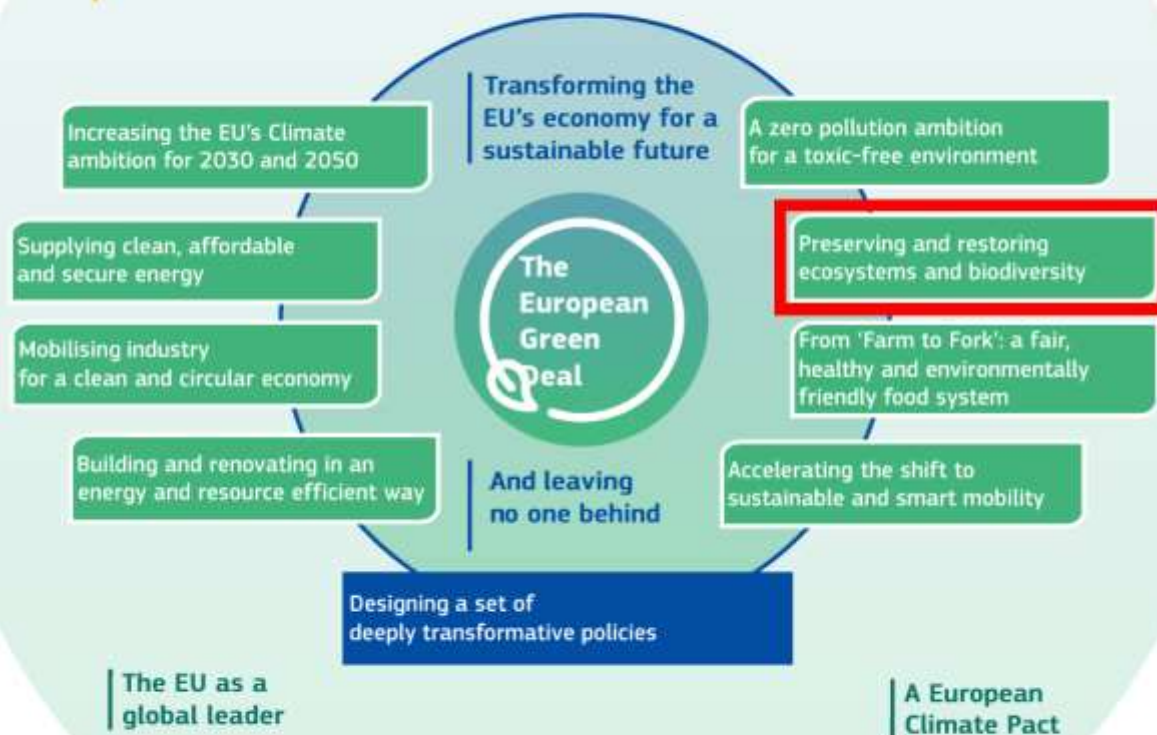 Transforming the
EU's economy for a
sustainable future
Increasing the EU's Climate
ambition for 2030 and 2050
A zero pollution ambition
for a toxic-free environment
Supplying clean, affordable
and secure energy
Preserving and restoring
ecosystems and biodiversity
The
European
Green
Deal
Mobilising industry
for a clean and circular economy
From 'Farm to Fork': a fair,
healthy and environmentally
friendly food system
Building and renovating in an
energy and resource efficient way
And leaving
no one behind
Accelerating the shift to
sustainable and smart mobility
Designing a set of
deeply transformative policies
The EU as a
global leader
A European
Climate Pact